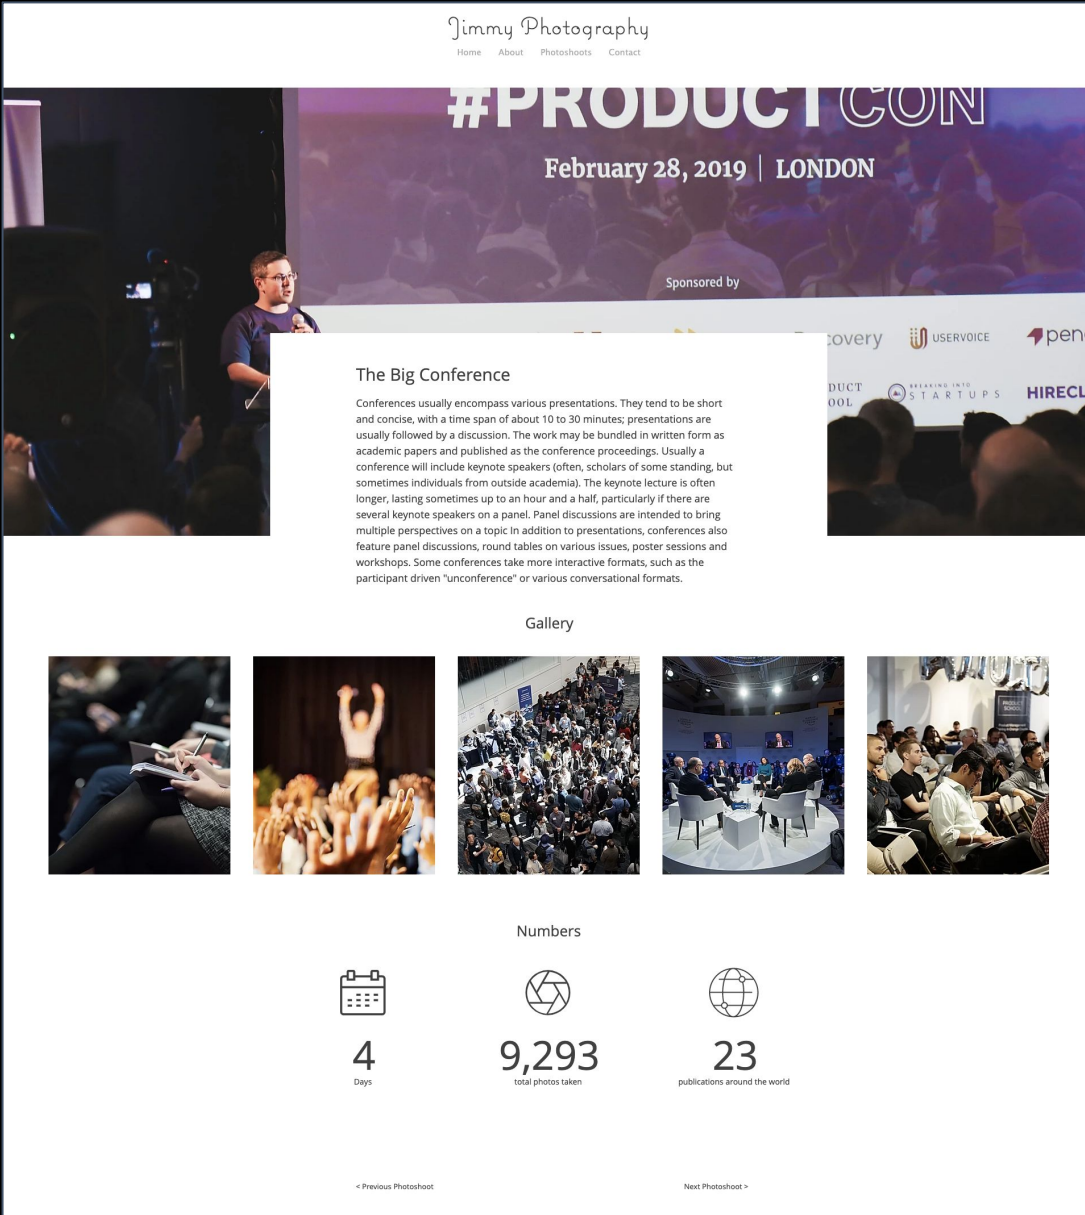 Jimmy Photography
Home About Photoshoots Contact
#PRODUCTCON
February 28, 2019 | LONDON
Sponsored by
USERVOICE
BREAKING INTO
STARTUPS
The Big Conference
Conferences usually encompass various presentations. They tend to be short
and concise, with a time span of about 10 to 30 minutes; presentations are
usually followed by a discussion. The work may be bundled in written form as
academic papers and published as the conference proceedings. Usually a
conference will include keynote speakers (often, scholars of some standing, but
sometimes individuals from outside academia). The keynote lecture is often
longer, lasting sometimes up to an hour and a half, particularly if there are
several keynote speakers on a panel. Panel discussions are intended to bring
multiple perspectives on a topic In addition to presentations, conferences also
feature panel discussions, round tables on various issues, poster sessions and
workshops. Some conferences take more interactive formats, such as the
participant driven "unconference" or various conversational formats.
Gallery
PRODUCT
SCHOOL
Numbers
4 9,293 23
Days total photos taken publications around the world
< Previous Photoshoot Next Photoshoot >